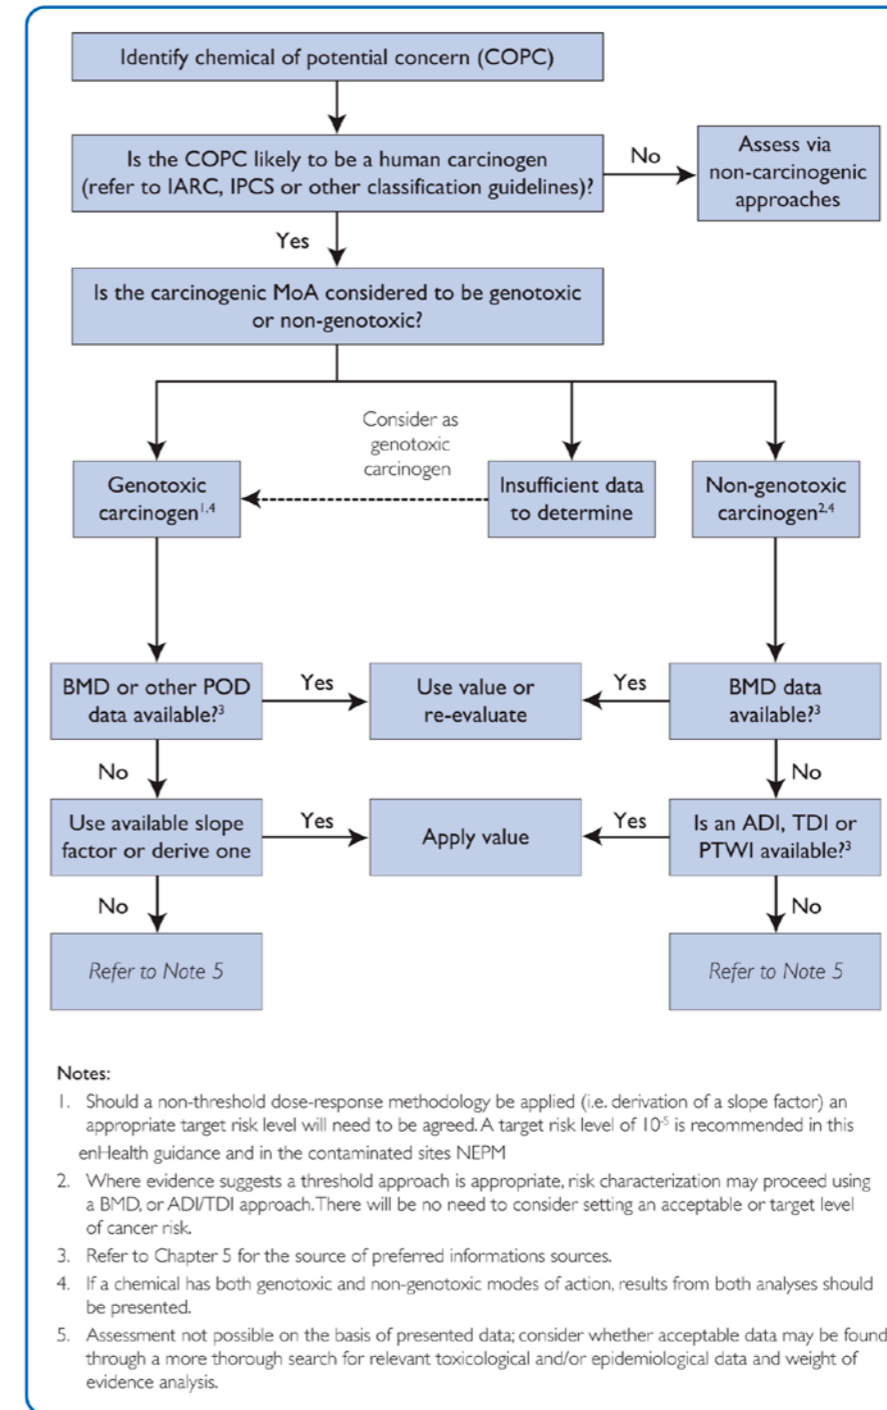 Identify chemical of potential concern (COPC)
Is the COPC likely to be a human carcinogen
(refer to IARC, IPCS or other classification guidelines)?
No
Assess via
non-carcinogenic
approaches
Yes
Is the carcinogenic MoA considered to be genotoxic
or non-genotoxic?
Consider as
genotoxic
carcinogen
Genotoxic
carcinogen1,4
Insufficient data
to determine
Non-genotoxic
carcinogen2,4
BMD or other POD
data available?3
Yes
Use value or
re-evaluate
Yes
BMD data
available?3
No
No
Use available slope
factor or derive one
Yes
Apply value
Yes
Is an ADI, TDI or
PTWI available?3
No
No
Refer to Note 5
Refer to Note 5
Notes:
1. Should a non-threshold dose-response methodology be applied (i.e. derivation of a slope factor) an
appropriate target risk level will need to be agreed. A target risk level of 10-5 is recommended in this
enHealth guidance and in the contaminated sites NEPM
2. Where evidence suggests a threshold approach is appropriate, risk characterization may proceed using
a BMD, or ADI/TDI approach. There will be no need to consider setting an acceptable or target level
of cancer risk.
3. Refer to Chapter 5 for the source of preferred informations sources.
4. If a chemical has both genotoxic and non-genotoxic modes of action, results from both analyses should
be presented.
5. Assessment not possible on the basis of presented data; consider whether acceptable data may be found
through a more thorough search for relevant toxicological and/or epidemiological data and weight of
evidence analysis.